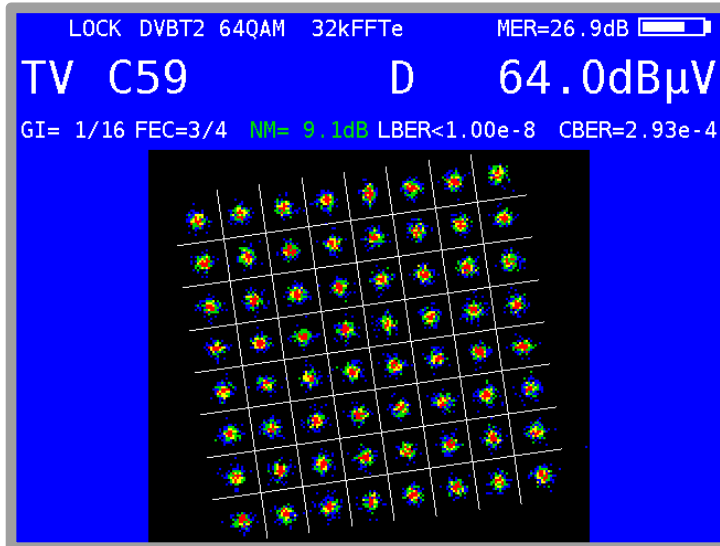 LOCK DVBT2 64QAM 32kFFTe MER=26.9dB
TV C59 D 64.0dBµV
GI= 1/16 FEC=3/4 NM= 9.1dB LBER<1.00e-8 CBER=2.93e-4